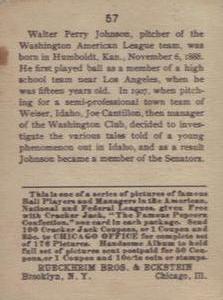 57
Walter Perry Johnson, pitcher of the
Washington American League team, was
born in Humboldt, Kan., November 6, 1888.
He first played ball as a member of a high
school team near Los Angeles, when he
was fifteen years old. In 1907, when pitch-
ing for a semi-professional town team of
Weiser, Idaho, Joe Cantillon, then manager
of the Washington Club, decided to inves-
tigate the various tales told of a young
phenomenon out in Idaho, and as a result
Johnson became a member of the Senators.
This is one of a series of pictures of famous
Ball Players and Managers in the American,
National and Federal Leagues, given Free
with Cracker Jack, "The Famous Popcorn
Confection," one card in each package. Send
100 Cracker Jack Coupons, or 1 Coupon and
25c. to CHICAGO OFFICE for complete set
of 176 Pictures. Handsome Album to hold
full set of pictures sent postpaid for 50 Cou-
pons, or 1 Coupon and 10c in coin or stamps.
RUECKHEIM BROS. & ECKSTEIN
Brooklyn, N. Y. Chicago, Ill.